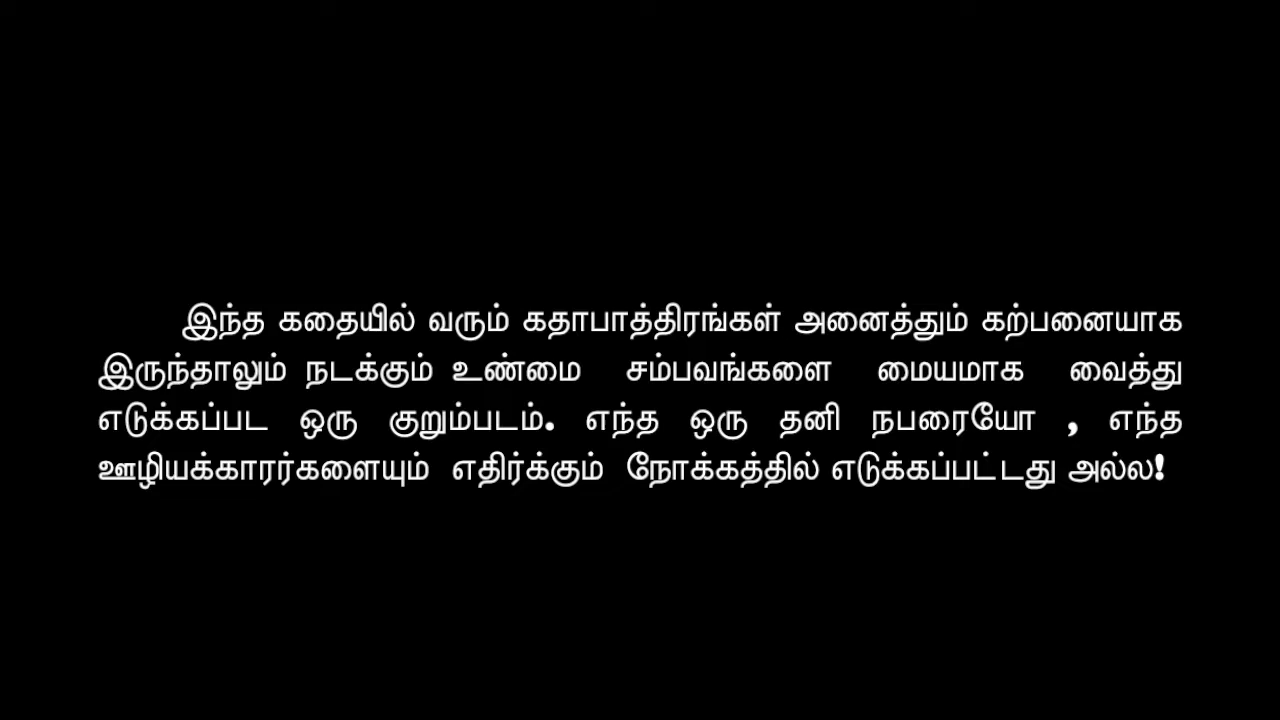 இந்த கதையில் வரும் கதாபாத்திரங்கள் அனைத்தும் கற்பனையாக
இருந்தாலும் நடக்கும் உண்மை சம்பவங்களை மையமாக வைத்து
எடுக்கப்பட ஒரு குறும்படம். எந்த ஒரு தனி நபரையோ , எந்த
ஊழியக்காரர்களையும் எதிர்க்கும் நோக்கத்தில் எடுக்கப்பட்டது அல்ல!